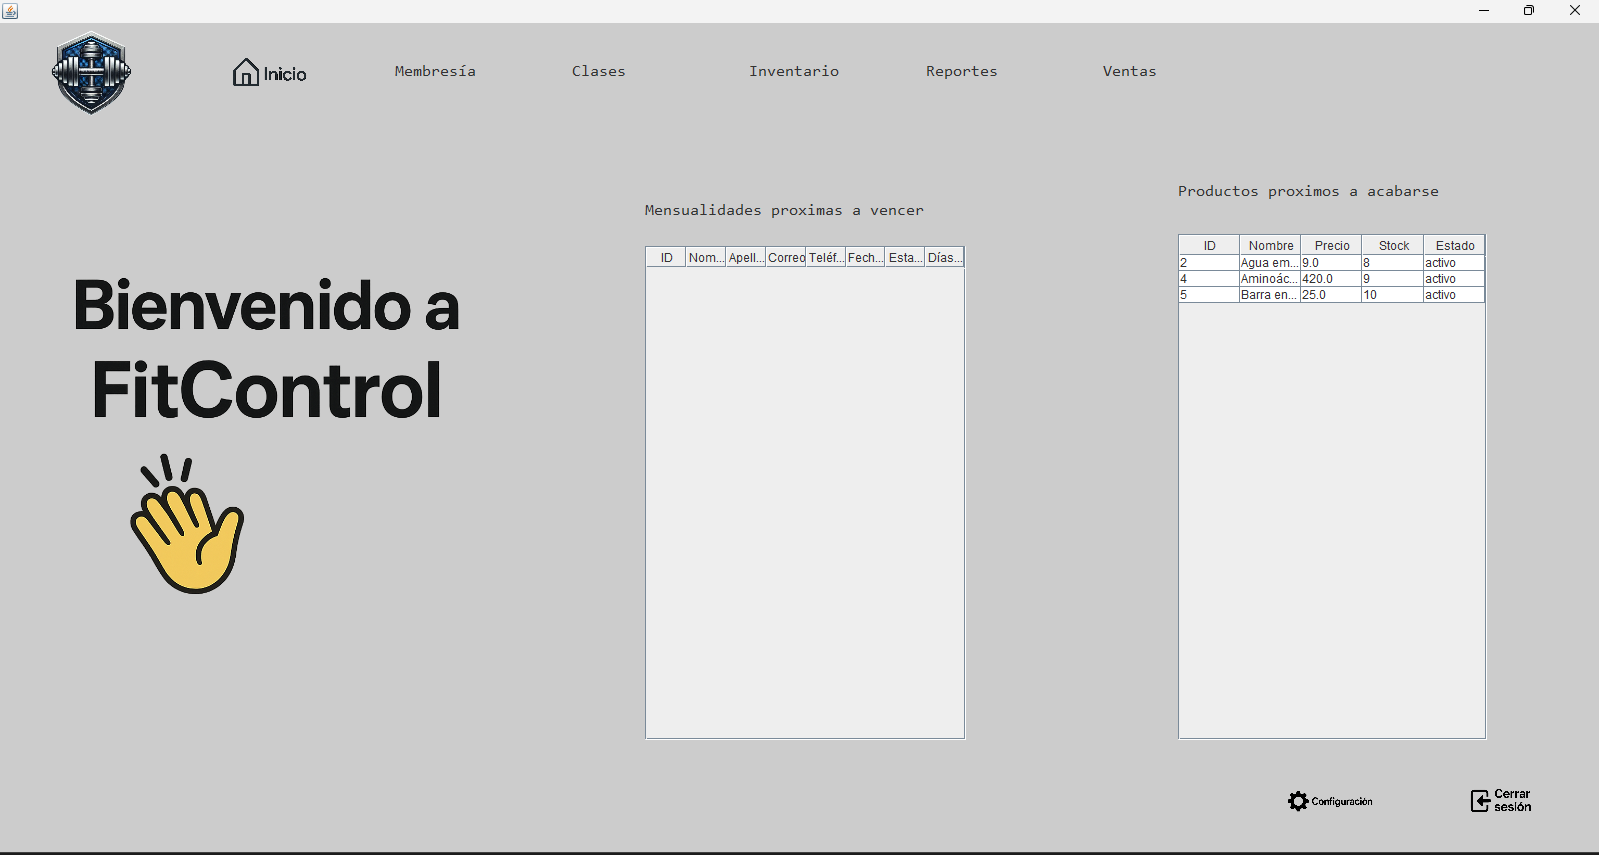 Inicio
Membresía
Clases
Inventario
Reportes
Ventas
Bienvenido a
FitControl
Mensualidades proximas a vencer
ID Nom... Apell... Correo Teléf... Fech... Esta... Días...
Productos proximos a acabarse
ID Nombre Precio Stock Estado
2 Agua em... 9.0 8 activo
4 Aminoác... 420.0 9 activo
5 Barra en... 25.0 10 activo
Configuración
Cerrar
sesión